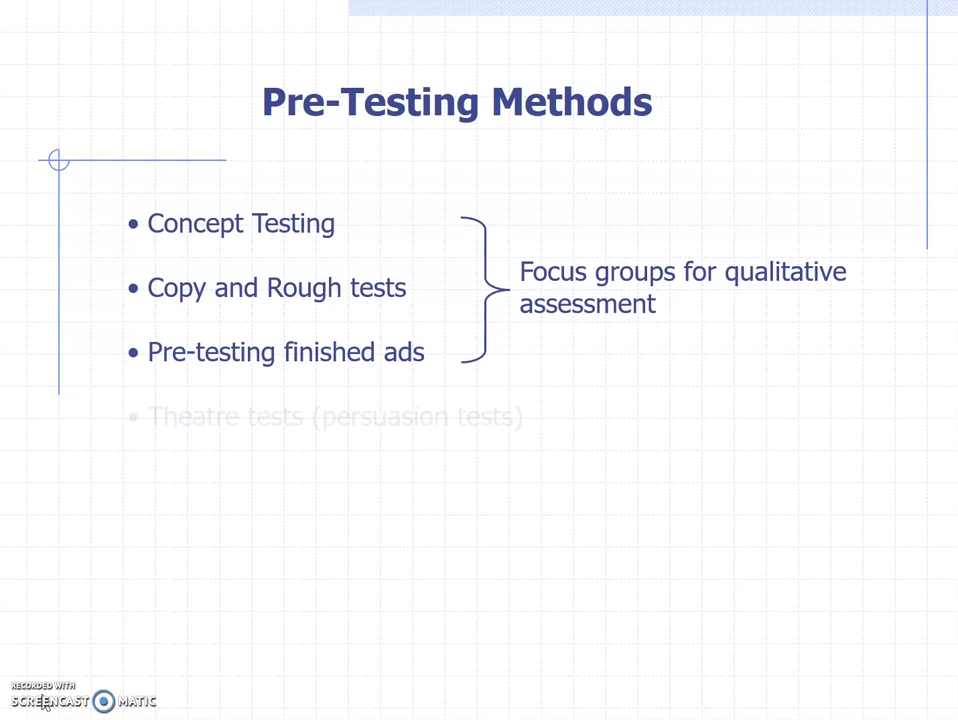 Pre-Testing Methods
• Concept Testing
• Copy and Rough tests
• Pre-testing finished ads
Focus groups for qualitative
assessment
• Theatre tests (persuasion tests)
RECORDED WITH
SCREENCAST MATIC